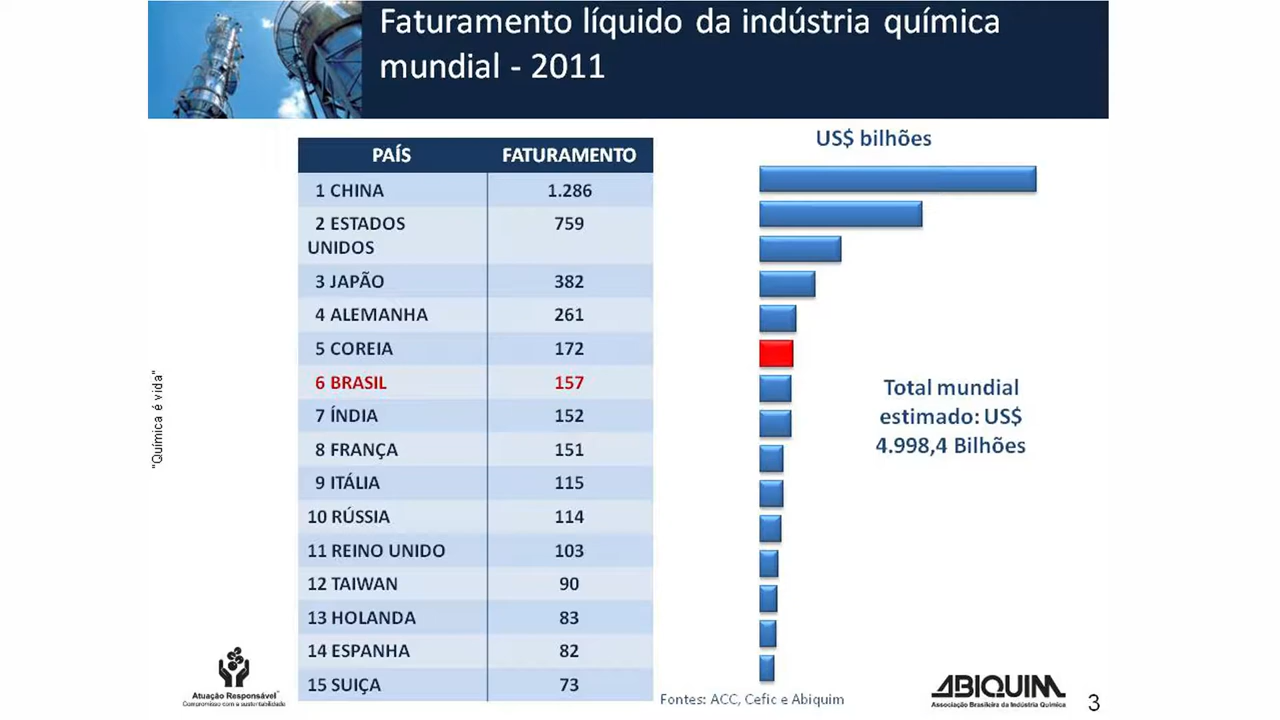 Faturamento líquido da indústria química
mundial - 2011
US$ bilhões
PAÍS FATURAMENTO
1 CHINA 1.286
2 ESTADOS UNIDOS 759
3 JAPÃO 382
4 ALEMANHA 261
5 COREIA 172
6 BRASIL 157
7 ÍNDIA 152
8 FRANÇA 151
9 ITÁLIA 115
10 RÚSSIA 114
11 REINO UNIDO 103
12 TAIWAN 90
13 HOLANDA 83
14 ESPANHA 82
15 SUIÇA 73
Total mundial
estimado: US$
4.998,4 Bilhões
"Química é vida"
Atuação Responsável
Compromisso com a sustentabilidade
Fontes: ACC, Cefic e Abiquim
ABIQUIM
Associação Brasileira da Indústria Química
3